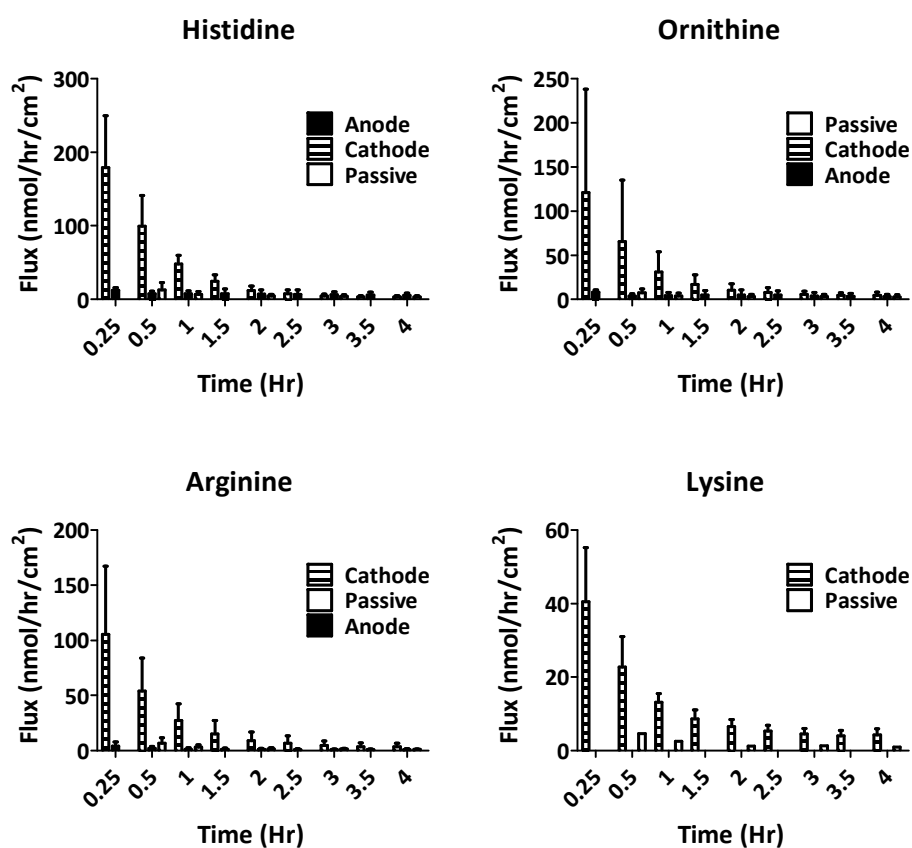 Histidine
Flux (nmol/hr/cm²)
300
200
100
0
Anode
Cathode
Passive
0.25
0.5
1
1.5
2
2.5
3
3.5
4
Time (Hr)
Ornithine
Flux (nmol/hr/cm²)
250
200
150
100
50
0
Passive
Cathode
Anode
0.25
0.5
1
1.5
2
2.5
3
3.5
4
Time (Hr)
Arginine
Flux (nmol/hr/cm²)
200
150
100
50
0
Cathode
Passive
Anode
0.25
0.5
1
1.5
2
2.5
3
3.5
4
Time (Hr)
Lysine
Flux (nmol/hr/cm²)
60
40
20
0
Cathode
Passive
0.25
0.5
1
1.5
2
2.5
3
3.5
4
Time (Hr)